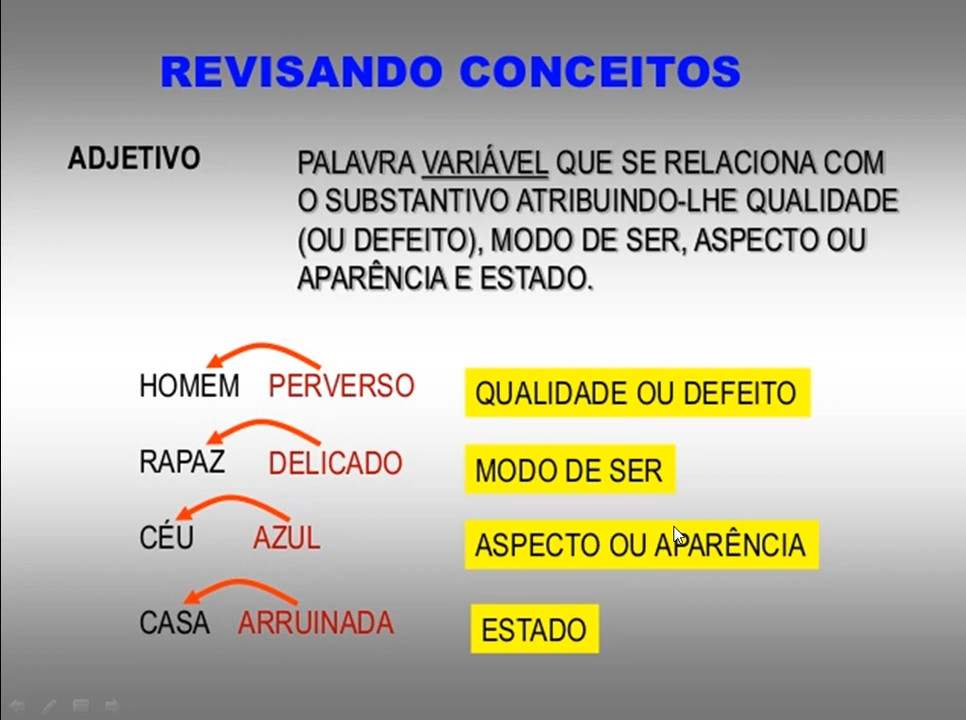 REVISANDO CONCEITOS
ADJETIVO
PALAVRA VARIÁVEL QUE SE RELACIONA COM
O SUBSTANTIVO ATRIBUINDO-LHE QUALIDADE
(OU DEFEITO), MODO DE SER, ASPECTO OU
APARÊNCIA E ESTADO.
HOMEM PERVERSO QUALIDADE OU DEFEITO
RAPAZ DELICADO MODO DE SER
CÉU AZUL ASPECTO OU APARÊNCIA
CASA ARRUINADA ESTADO